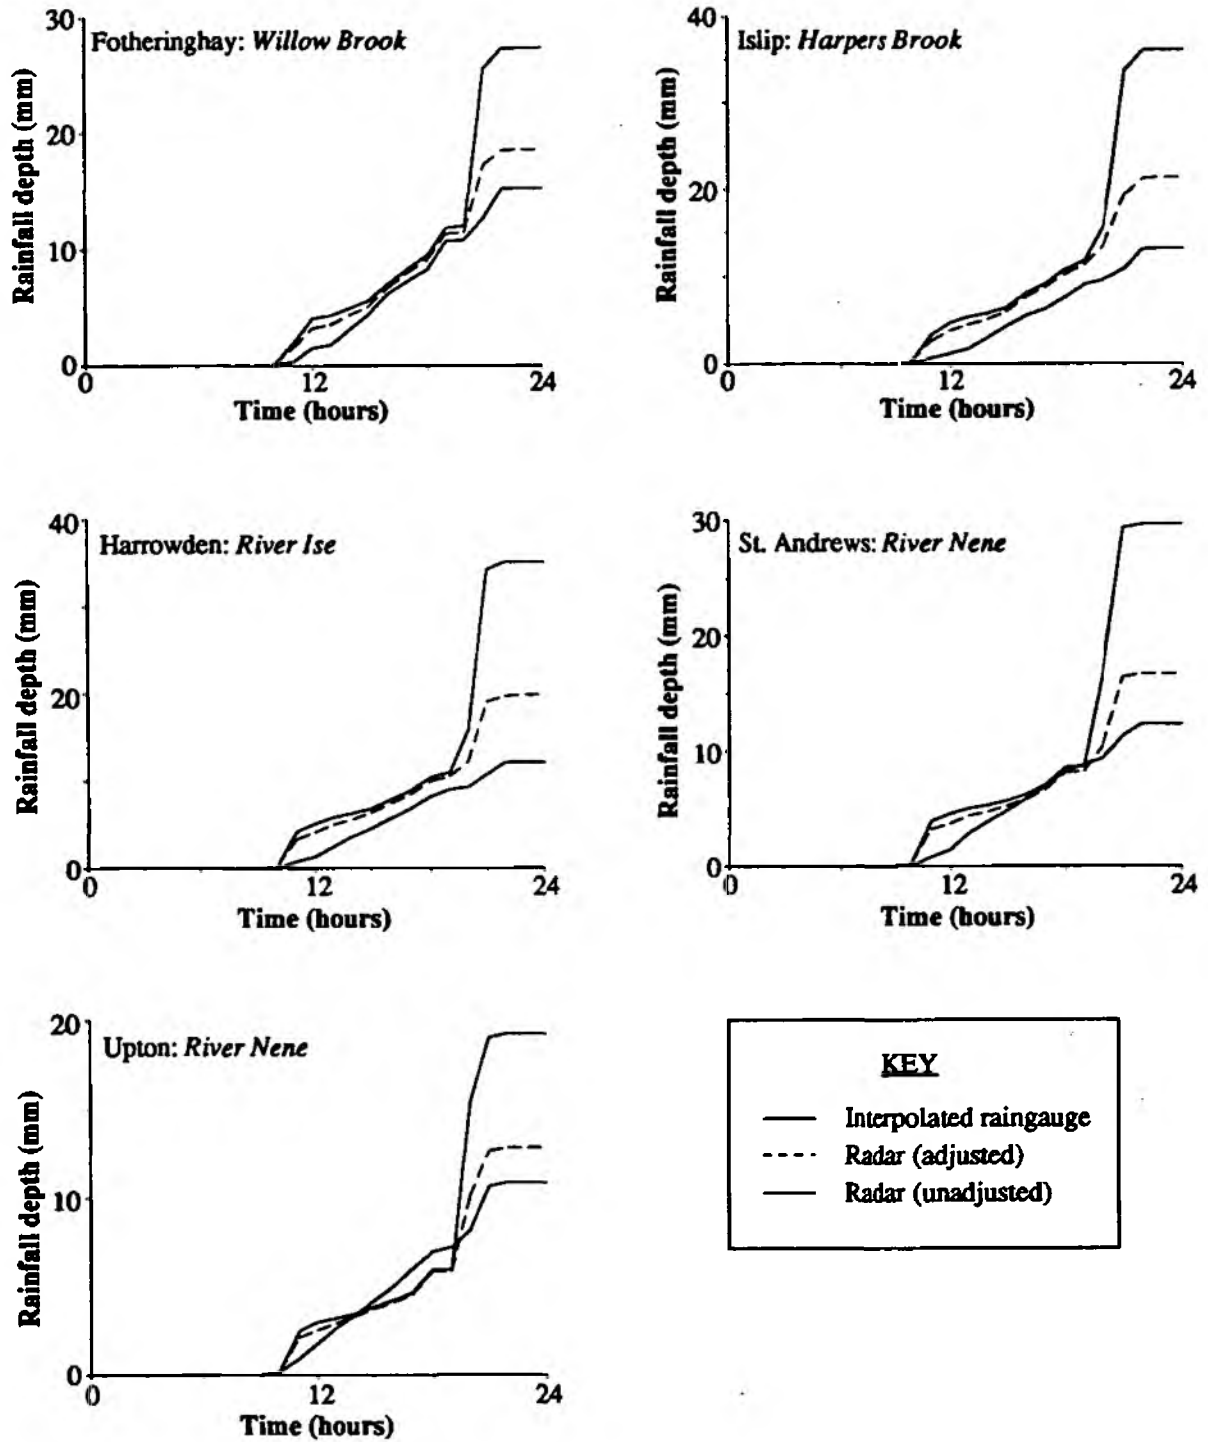 Fotheringhay: Willow Brook
Rainfall depth (mm)
30
20
10
0
0
12
24
Time (hours)
Islip: Harpers Brook
Rainfall depth (mm)
40
20
0
0
12
24
Time (hours)
Harrowden: River Ise
Rainfall depth (mm)
40
20
0
0
12
24
Time (hours)
St. Andrews: River Nene
Rainfall depth (mm)
30
20
10
0
0
12
24
Time (hours)
Upton: River Nene
Rainfall depth (mm)
20
10
0
0
12
24
Time (hours)
KEY
Interpolated raingauge
Radar (adjusted)
Radar (unadjusted)